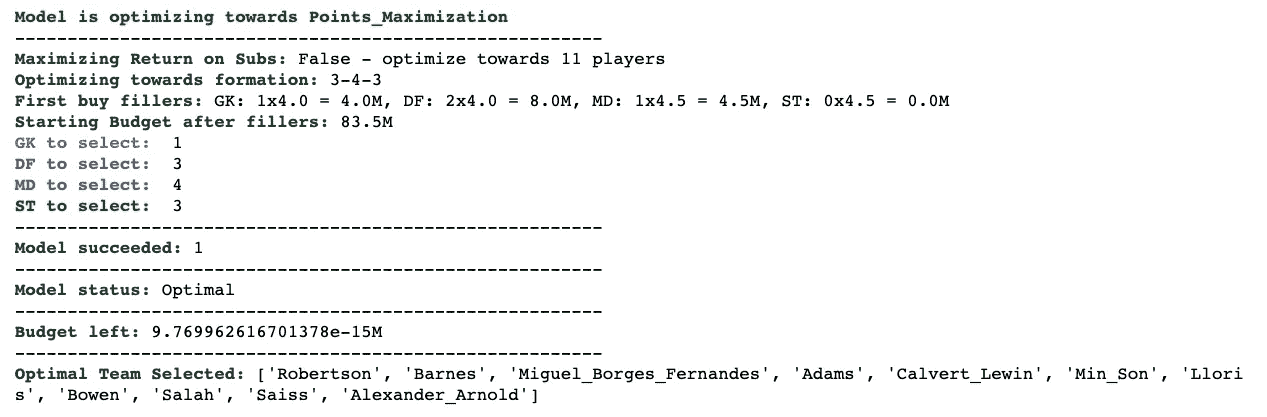 Model is optimizing towards Points_Maximization
--------------------------------------------------------
Maximizing Return on Subs: False - optimize towards 11 players
Optimizing towards formation: 3-4-3
First buy fillers: GK: 1x4.0 = 4.0M, DF: 2x4.0 = 8.0M, MD: 1x4.5 = 4.5M, ST: 0x4.5 = 0.0M
Starting Budget after fillers: 83.5M
GK to select:  1
DF to select:  3
MD to select:  4
ST to select:  3
--------------------------------------------------------
Model succeeded: 1
--------------------------------------------------------
Model status: Optimal
--------------------------------------------------------
Budget left: 9.769962616701378e-15M
--------------------------------------------------------
Optimal Team Selected: ['Robertson', 'Barnes', 'Miguel_Borges_Fernandes', 'Adams', 'Calvert_Lewin', 'Min_Son', 'Llori
s', 'Bowen', 'Salah', 'Saiss', 'Alexander_Arnold']